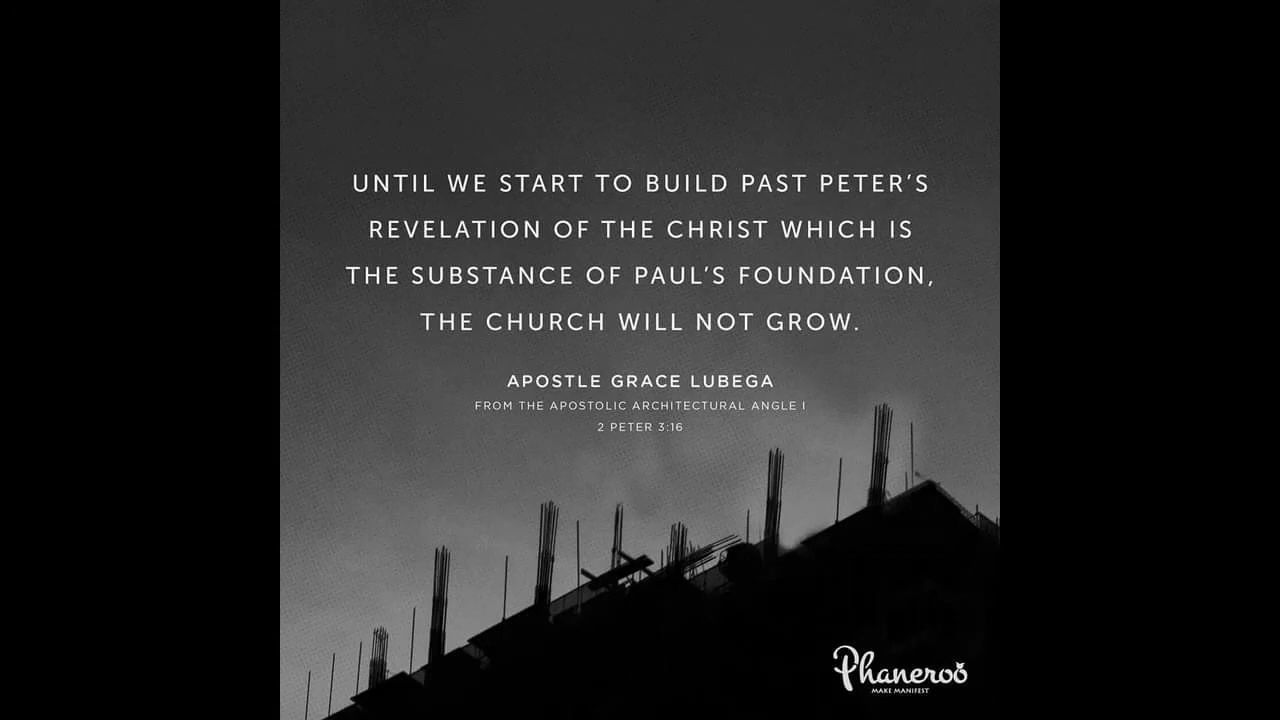 UNTIL WE START TO BUILD PAST PETER'S
REVELATION OF THE CHRIST WHICH IS
THE SUBSTANCE OF PAUL'S FOUNDATION,
THE CHURCH WILL NOT GROW.
APOSTLE GRACE LUBEGA
FROM THE APOSTOLIC ARCHITECTURAL ANGLE I
2 PETER 3:16
Phaneroo
MAKE MANIFEST